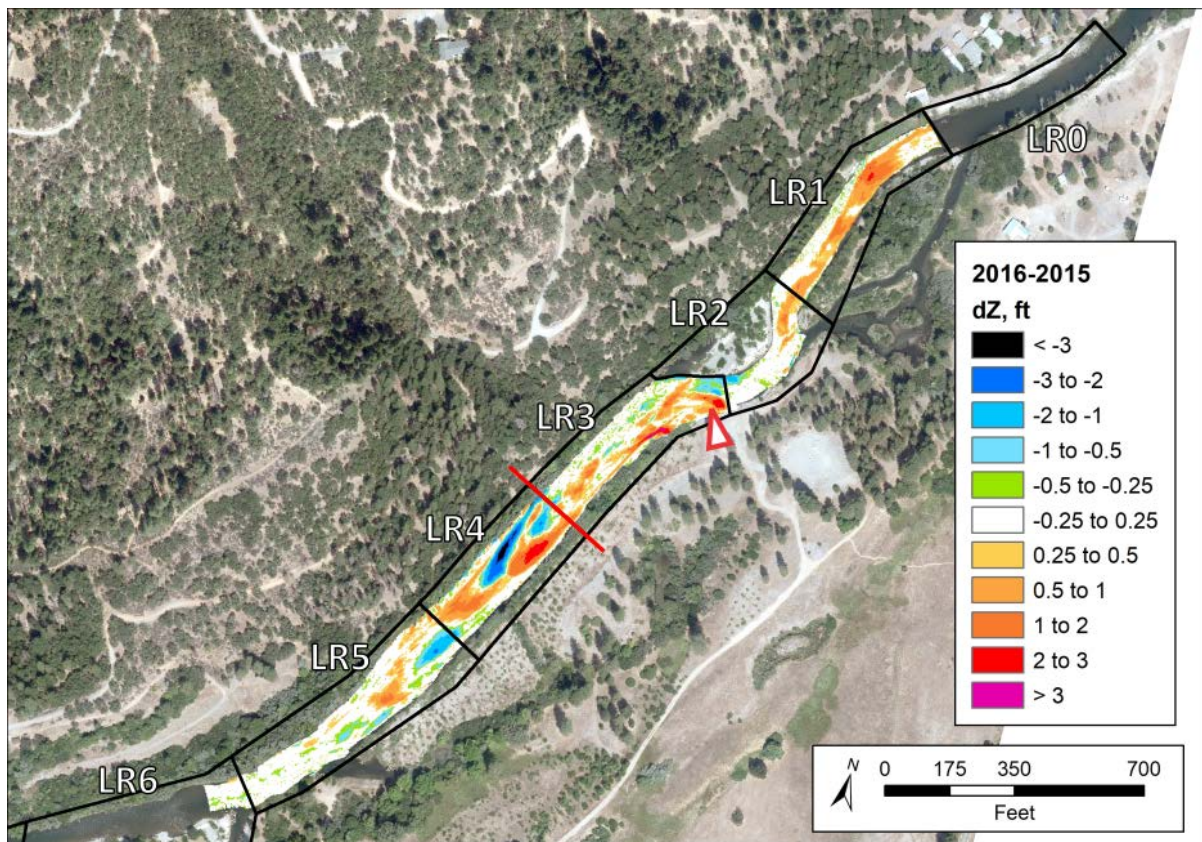 LR0
LR1
LR2
LR3
LR4
LR5
LR6
2016-2015
dZ, ft
< -3
-3 to -2
-2 to -1
-1 to -0.5
-0.5 to -0.25
-0.25 to 0.25
0.25 to 0.5
0.5 to 1
1 to 2
2 to 3
> 3
N
0 175 350 700
Feet